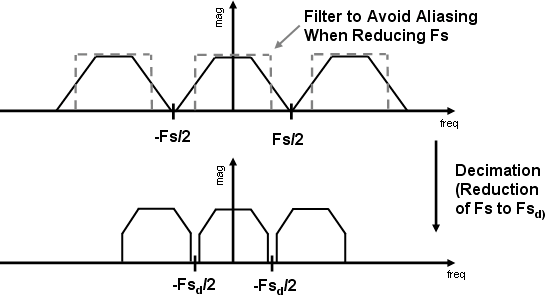 mag
Filter to Avoid Aliasing
When Reducing Fs
-Fs/2
Fs/2
freq
mag
Decimation
(Reduction
of Fs to Fsd)
-Fsd/2
-Fsd/2
freq